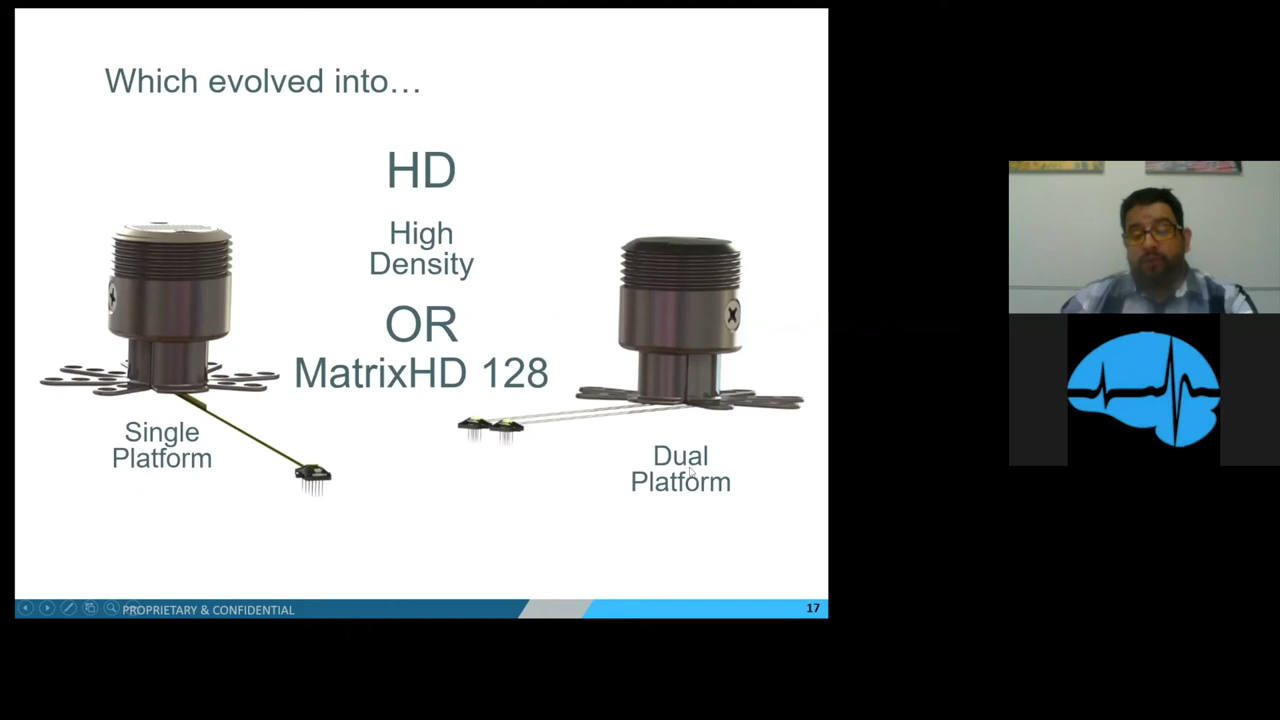 Which evolved into…
HD
High
Density
OR
MatrixHD 128
Single
Platform
Dual
Platform
PROPRIETARY & CONFIDENTIAL
17